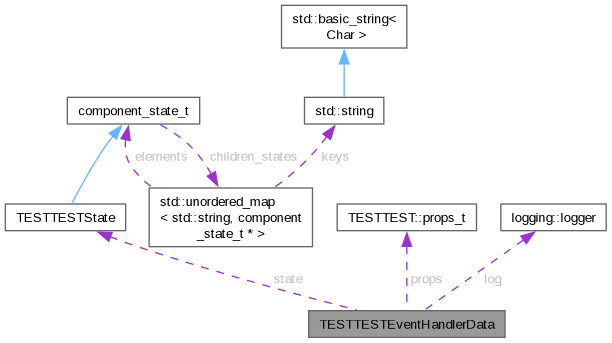 std::basic_string<
Char >
component_state_t
std::string
elements
children_states
keys
TESTTESTState
std::unordered_map
< std::string, component
_state_t * >
TESTTEST::props_t
logging::logger
state
props
log
TESTTESTEventHandlerData